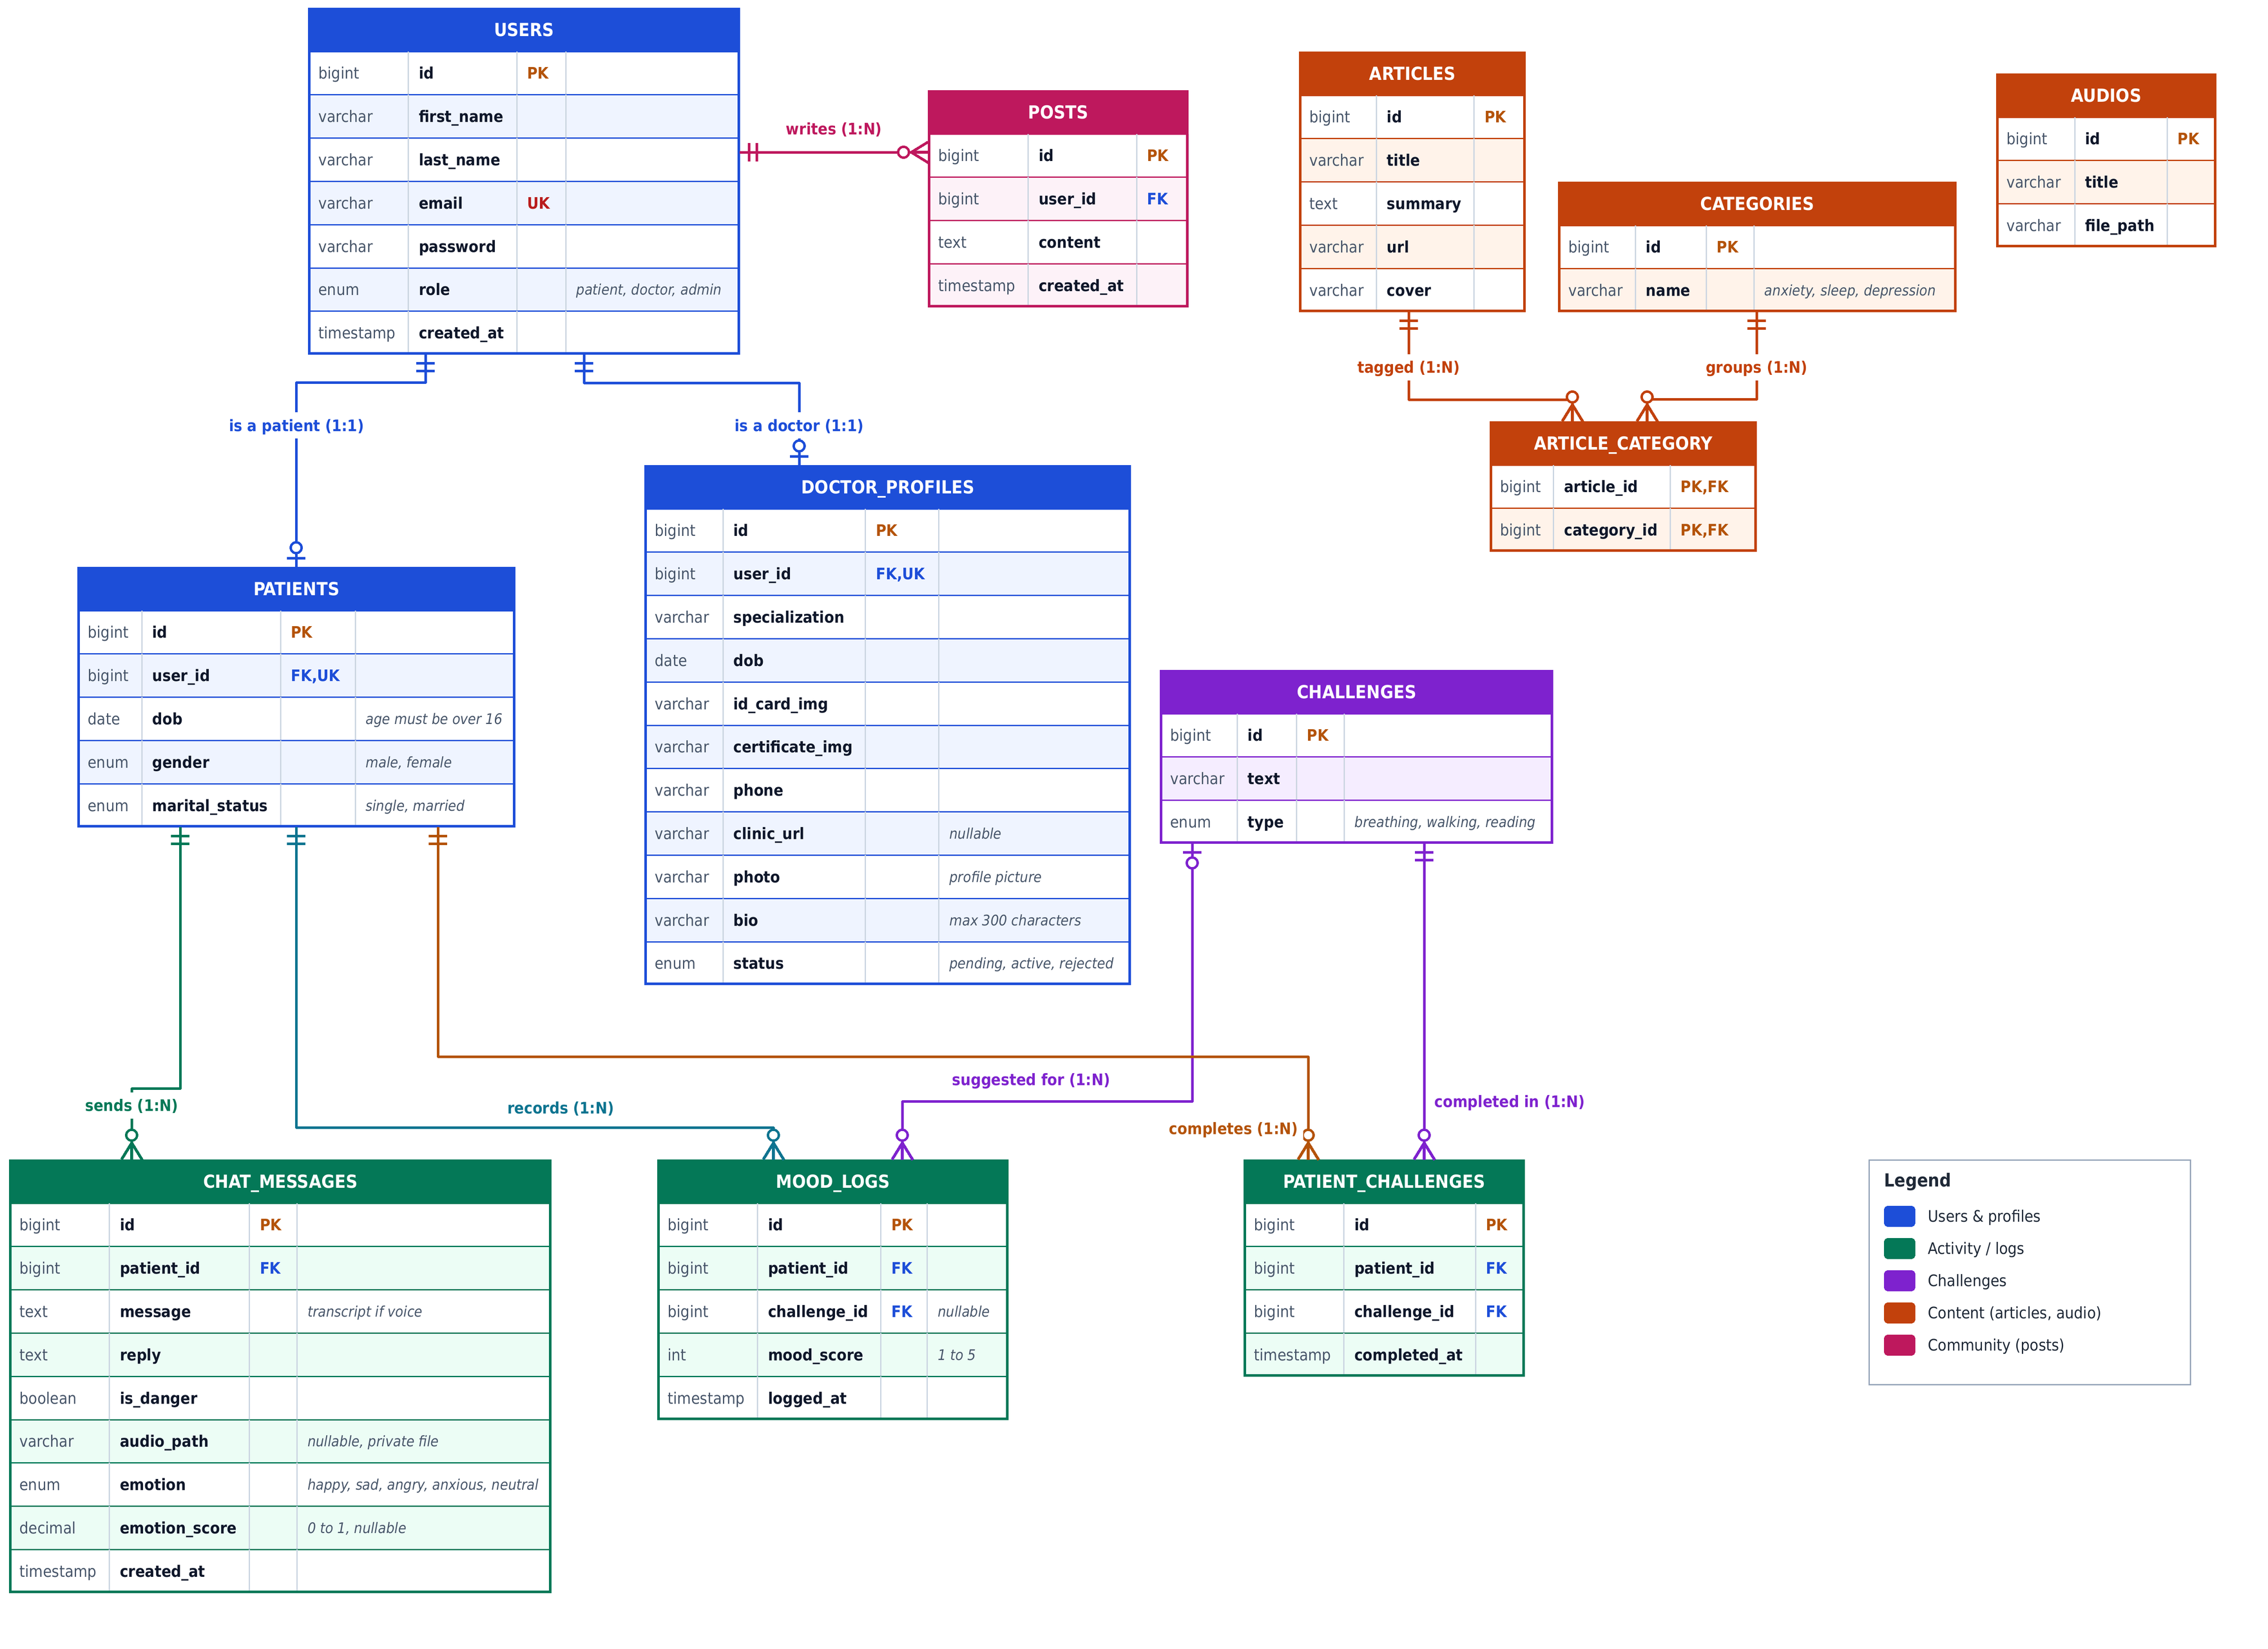 USERS
bigint id PK
varchar first_name
varchar last_name
varchar email UK
varchar password
enum role patient, doctor, admin
timestamp created_at
writes (1:N)
POSTS
bigint id PK
bigint user_id FK
text content
timestamp created_at
ARTICLES
bigint id PK
varchar title
text summary
varchar url
varchar cover
CATEGORIES
bigint id PK
varchar name anxiety, sleep, depression
AUDIOS
bigint id PK
varchar title
varchar file_path
tagged (1:N)
groups (1:N)
ARTICLE_CATEGORY
bigint article_id PK,FK
bigint category_id PK,FK
is a patient (1:1)
is a doctor (1:1)
DOCTOR_PROFILES
bigint id PK
bigint user_id FK,UK
varchar specialization
date dob
varchar id_card_img
varchar certificate_img
varchar phone
varchar clinic_url nullable
varchar photo profile picture
varchar bio max 300 characters
enum status pending, active, rejected
PATIENTS
bigint id PK
bigint user_id FK,UK
date dob age must be over 16
enum gender male, female
enum marital_status single, married
CHALLENGES
bigint id PK
varchar text
enum type breathing, walking, reading
sends (1:N)
records (1:N)
suggested for (1:N)
completes (1:N)
completed in (1:N)
CHAT_MESSAGES
bigint id PK
bigint patient_id FK
text message transcript if voice
text reply
boolean is_danger
varchar audio_path nullable, private file
enum emotion happy, sad, angry, anxious, neutral
decimal emotion_score 0 to 1, nullable
timestamp created_at
MOOD_LOGS
bigint id PK
bigint patient_id FK
bigint challenge_id FK nullable
int mood_score 1 to 5
timestamp logged_at
PATIENT_CHALLENGES
bigint id PK
bigint patient_id FK
bigint challenge_id FK
timestamp completed_at
Legend
Users & profiles
Activity / logs
Challenges
Content (articles, audio)
Community (posts)